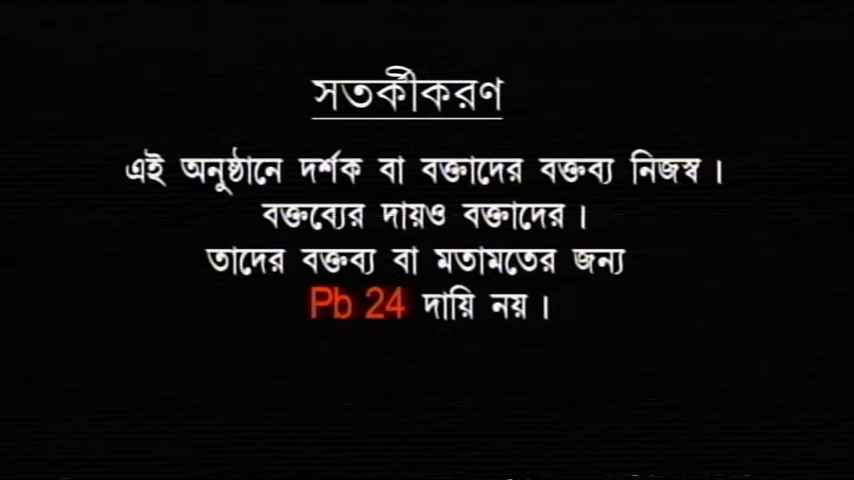 সতর্কীকরণ
এই অনুষ্ঠানে দর্শক বা বক্তাদের বক্তব্য নিজস্ব।
বক্তব্যের দায়ও বক্তাদের।
তাদের বক্তব্য বা মতামতের জন্য
Pb 24 দায়ি নয়।